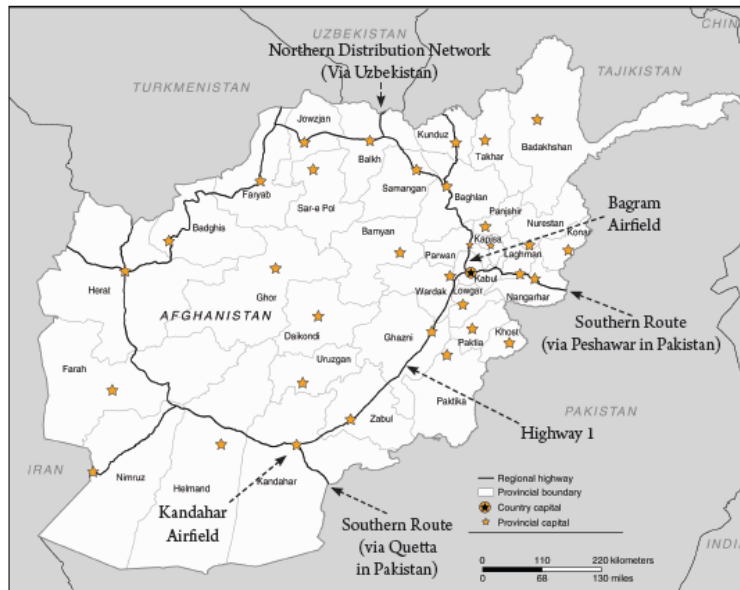 CHIN
UZBEKISTAN
Northern Distribution Network
(Via Uzbekistan)
TAJIKISTAN
TURKMENISTAN
Jowzjan
Kunduz
Badakhshan
Takhar
Balkh
Samangan
Baghlan
Faryab
Sar-e Pol
Panjshir
Bagram
Airfield
Nurestan
Badghis
Bamyan
Kapisa
Konar
Parwan
Laghman
Kabul
Herat
Wardak
Lowgar
Nangarhar
Ghor
AFGHANISTAN
Southern Route
(via Peshawar in Pakistan)
Daikondi
Ghazni
Khost
Paktia
Uruzgan
Farah
Paktika
PAKISTAN
Zabul
Highway 1
IRAN
Nimruz
Helmand
Kandahar
Regional highway
Provincial boundary
Country capital
Provincial capital
Kandahar
Airfield
Southern Route
(via Quetta
in Pakistan)
INDI
0 110 220 kilometers
0 68 130 miles